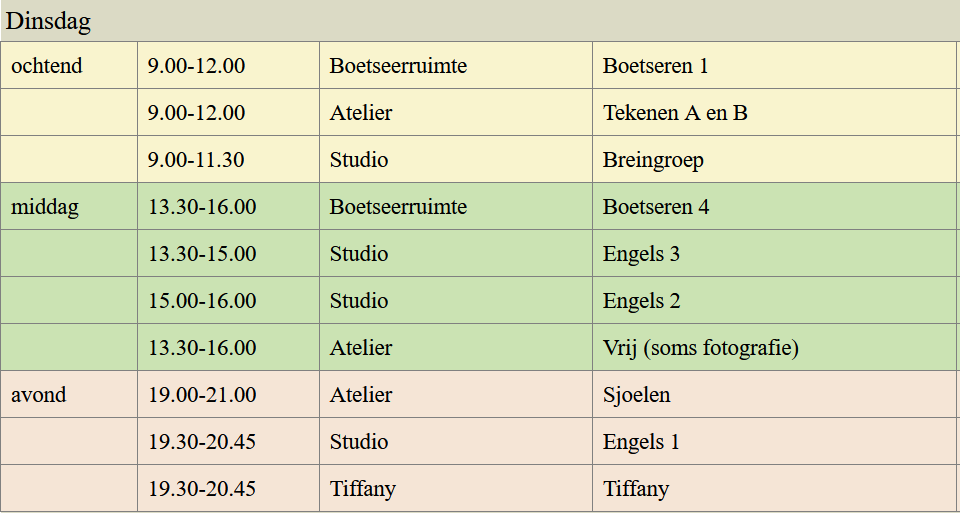 Dinsdag
ochtend 9.00-12.00 Boetseerruimte Boetseren 1
9.00-12.00 Atelier Tekenen A en B
9.00-11.30 Studio Breingroep
middag 13.30-16.00 Boetseerruimte Boetseren 4
13.30-15.00 Studio Engels 3
15.00-16.00 Studio Engels 2
13.30-16.00 Atelier Vrij (soms fotografie)
avond 19.00-21.00 Atelier Sjoelen
19.30-20.45 Studio Engels 1
19.30-20.45 Tiffany Tiffany